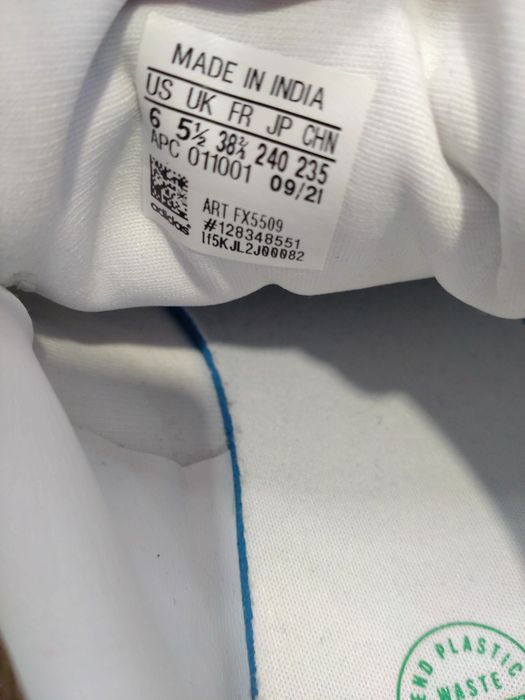 MADE IN INDIA
US UK FR JP CHN
6 5½ 38⅔ 240 235
APC 011001 09/21
adidas
ART FX5509
#128348551
lf5KJL2J00082
END PLASTIC
WASTE